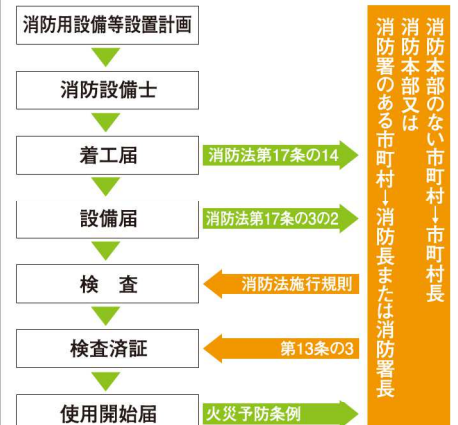 消防用設備等設置計画
消防設備士
着工届
消防法第17条の14
設備届
消防法第17条の3の2
検　査
消防法施行規則
検査済証
第13条の3
使用開始届
火災予防条例
消防本部のない市町村→市町村長
消防本部又は
消防署のある市町村→消防長または消防署長